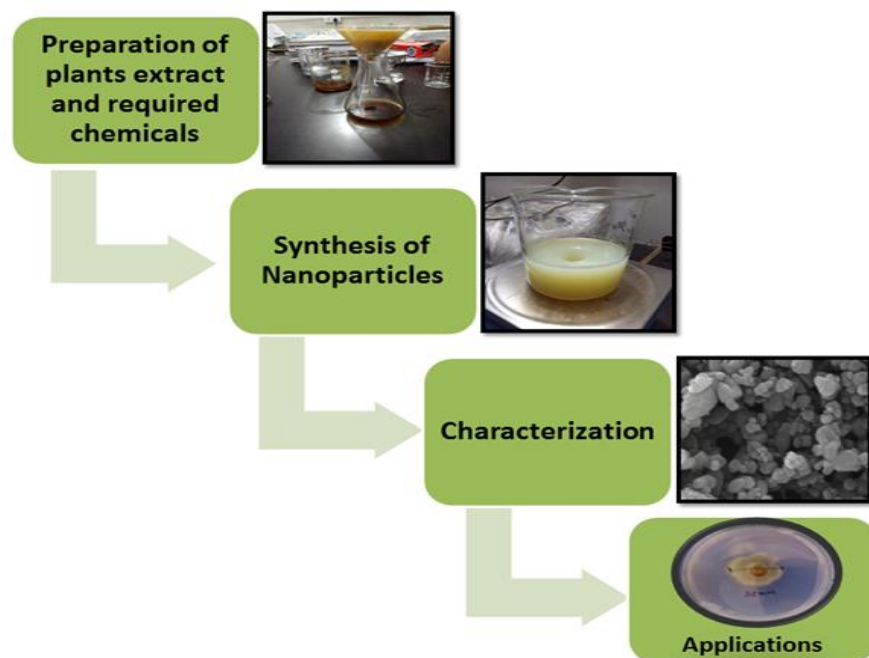 Preparation of
plants extract
and required
chemicals
Synthesis of
Nanoparticles
Characterization
Applications